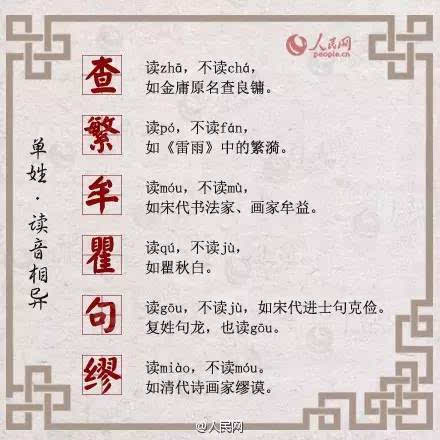 人民网
people.cn
单姓·读音相异
查
读zhā，不读chá，
如金庸原名查良镛。
繁
读pó，不读fán，
如《雷雨》中的繁漪。
牟
读móu，不读mù，
如宋代书法家、画家牟益。
瞿
读qú，不读jù，
如瞿秋白。
句
读gōu，不读jù，如宋代进士句克俭。
复姓句龙，也读gōu。
缪
读miào，不读móu。
如清代诗画家缪谟。
@人民网